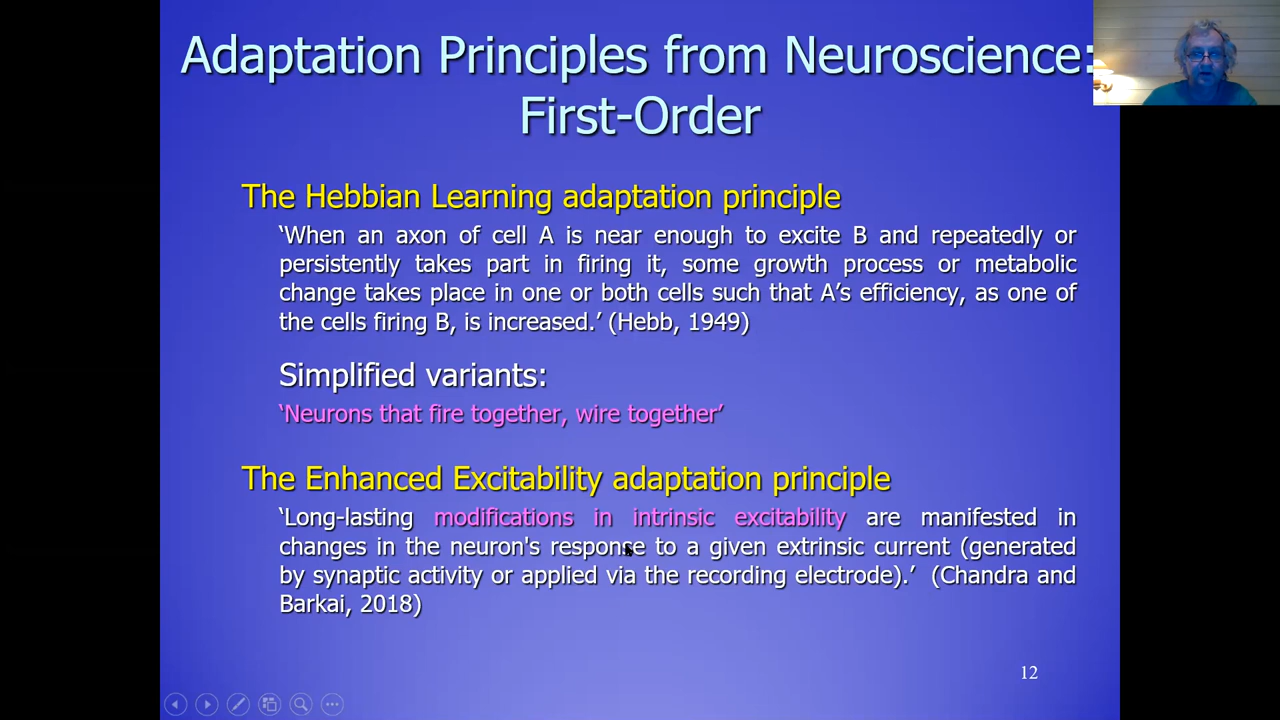 Adaptation Principles from Neuroscience:
First-Order
The Hebbian Learning adaptation principle
‘When an axon of cell A is near enough to excite B and repeatedly or
persistently takes part in firing it, some growth process or metabolic
change takes place in one or both cells such that A’s efficiency, as one of
the cells firing B, is increased.’ (Hebb, 1949)
Simplified variants:
‘Neurons that fire together, wire together’
The Enhanced Excitability adaptation principle
‘Long-lasting modifications in intrinsic excitability are manifested in
changes in the neuron's response to a given extrinsic current (generated
by synaptic activity or applied via the recording electrode).’ (Chandra and
Barkai, 2018)
12